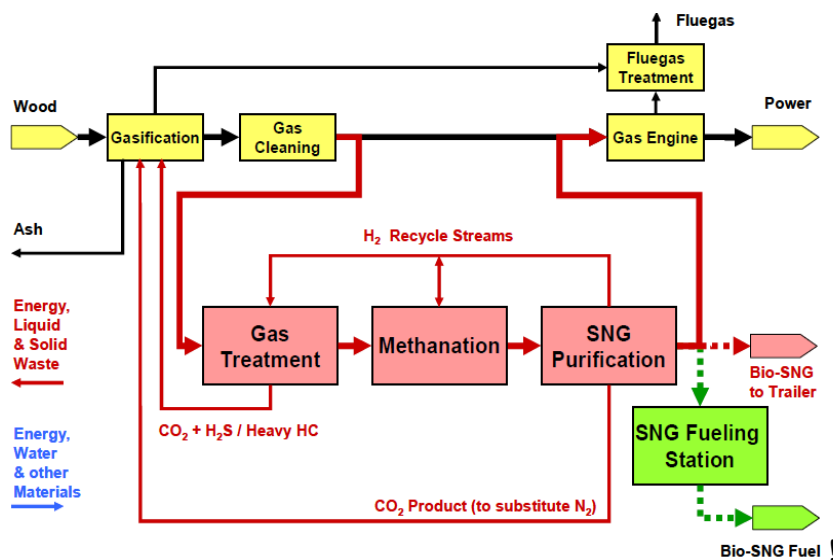 Fluegas
Fluegas
Treatment
Wood
Power
Gasification
Gas
Cleaning
Gas Engine
Ash
H₂ Recycle Streams
Energy,
Liquid
& Solid
Waste
Gas
Treatment
Methanation
SNG
Purification
Bio-SNG
to Trailer
CO₂ + H₂S / Heavy HC
Energy,
Water
& other
Materials
SNG Fueling
Station
CO₂ Product (to substitute N₂)
Bio-SNG Fuel